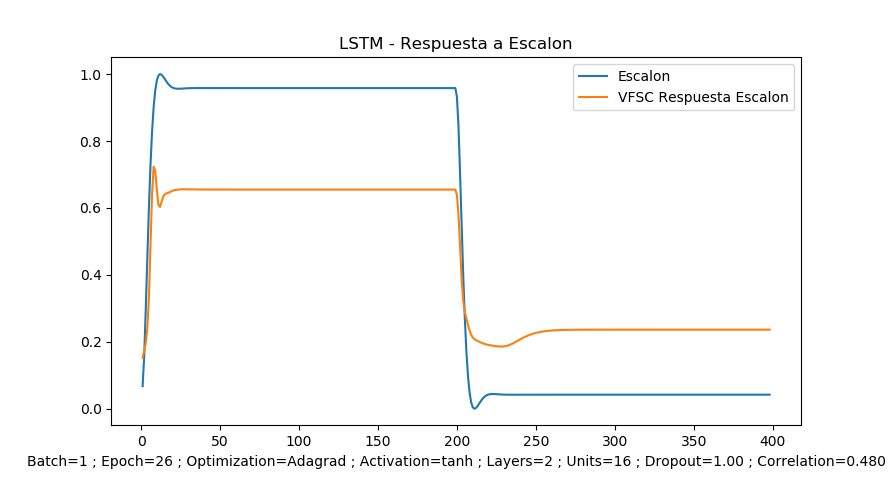 LSTM - Respuesta a Escalon
Escalon
VFSC Respuesta Escalon
1.0
0.8
0.6
0.4
0.2
0.0
0 50 100 150 200 250 300 350 400
Batch=1 ; Epoch=26 ; Optimization=Adagrad ; Activation=tanh ; Layers=2 ; Units=16 ; Dropout=1.00 ; Correlation=0.480